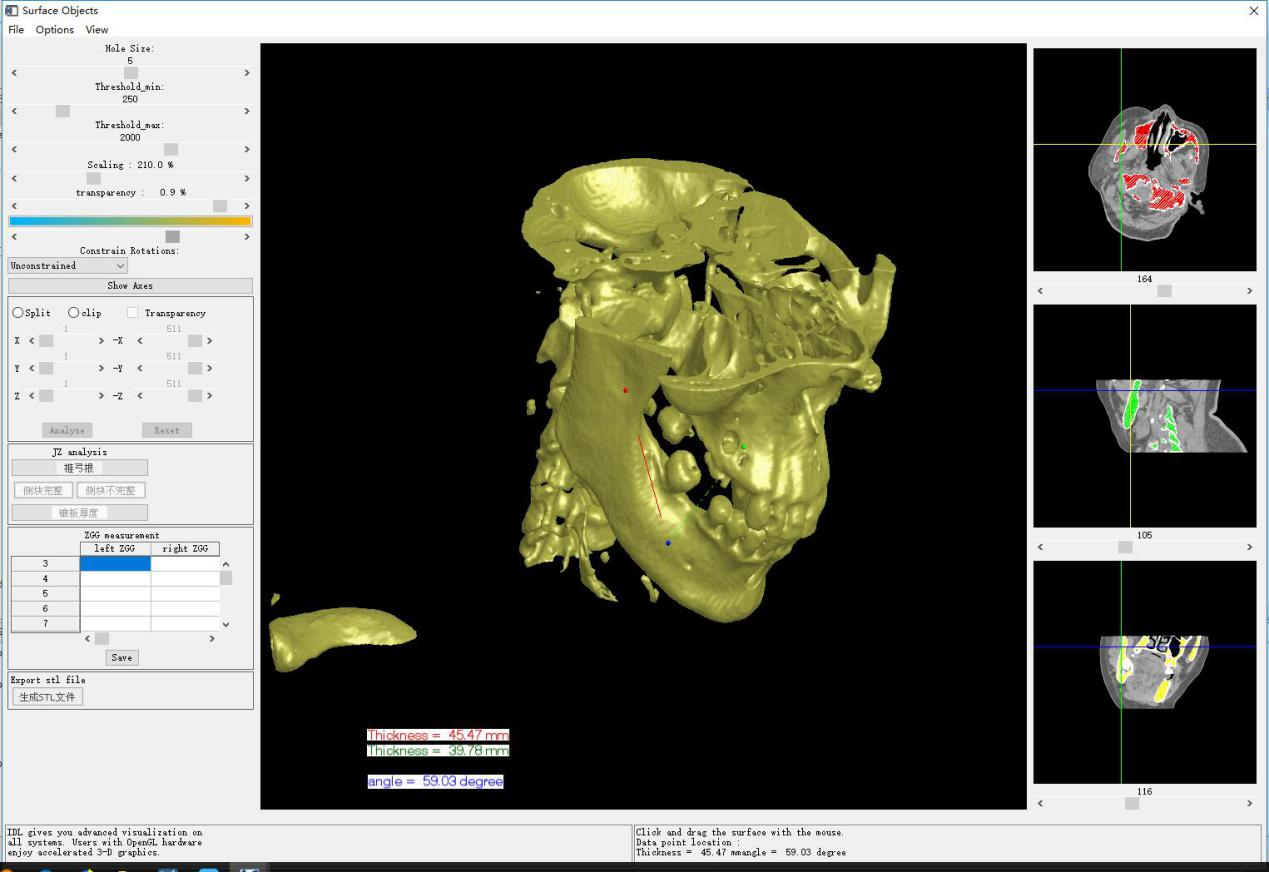 Surface Objects
File Options View
Hole Size:
5
Threshold_min:
250
Threshold_max:
2000
Scaling : 210.0 %
transparency : 0.9 %
Constrain Rotations:
Unconstrained
Show Axes
Split clip Transparency
1 511
X -X
1 511
Y -Y
1 511
Z -Z
Analyse Reset
JZ analysis
椎弓根
侧块完整 侧块不完整
锥板厚度
ZGG measurement
left ZGG right ZGG
3
4
5
6
7
Save
Export stl file
生成STL文件
Thickness = 45.47 mm
Thickness = 39.78 mm
angle = 59.03 degree
164
105
116
IDL gives you advanced visualization on
all systems. Users with OpenGL hardware
enjoy accelerated 3-D graphics.
Click and drag the surface with the mouse.
Data point location :
Thickness = 45.47 mmangle = 59.03 degree